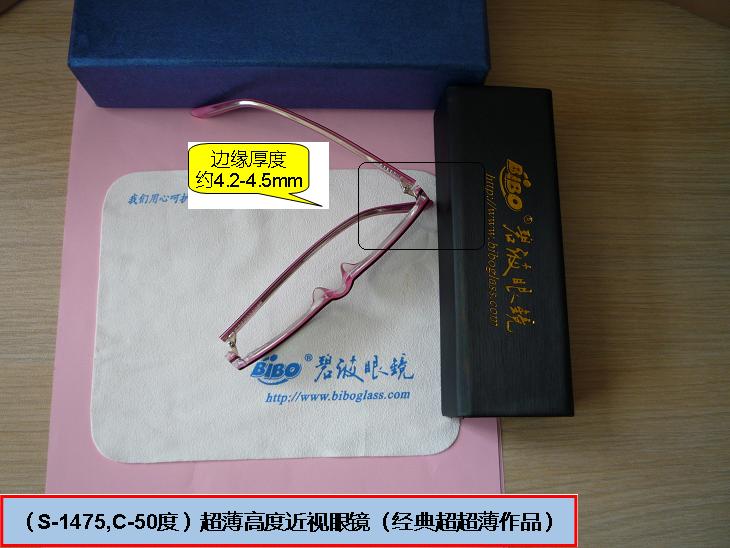 边缘厚度
约4.2-4.5mm
我们用心呵护
BIBO® 碧波眼镜
http://www.biboglass.com
BIBO® 碧波眼镜
http://www.biboglass.com
(S-1475,C-50度)超薄高度近视眼镜(经典超超薄作品)